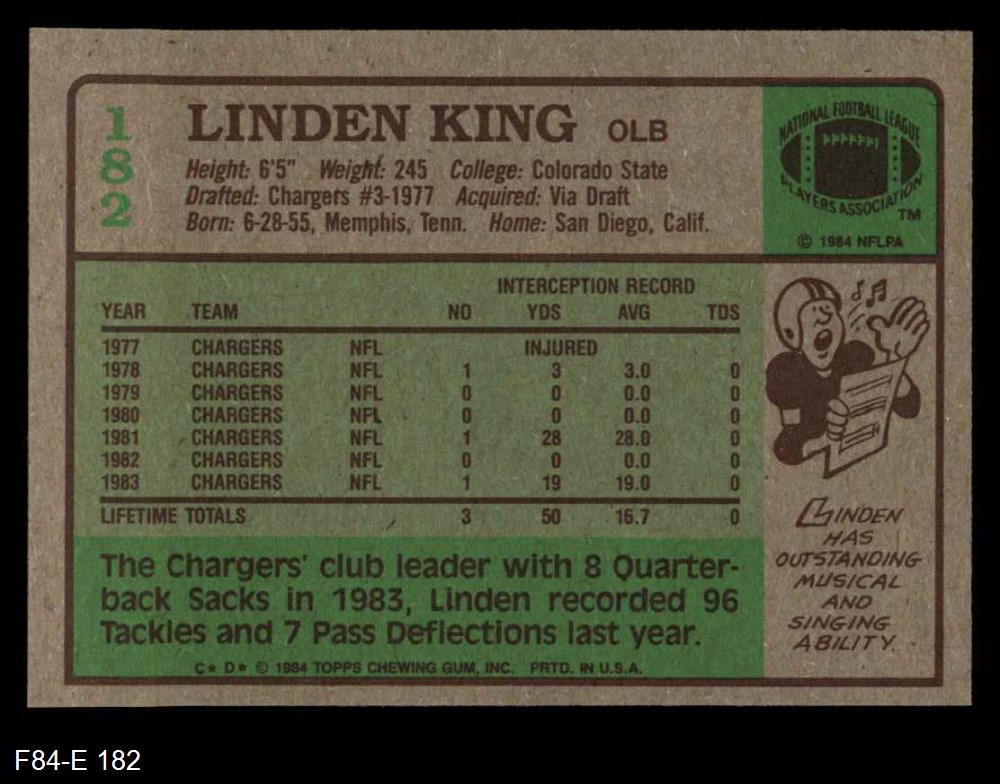 182
LINDEN KING OLB
Height: 6'5" Weight: 245 College: Colorado State
Drafted: Chargers #3-1977 Acquired: Via Draft
Born: 6-28-55, Memphis, Tenn. Home: San Diego, Calif.
NATIONAL FOOTBALL LEAGUE
PLAYERS ASSOCIATION
TM
© 1984 NFLPA
INTERCEPTION RECORD
YEAR TEAM NO YDS AVG TDS
1977 CHARGERS NFL INJURED
1978 CHARGERS NFL 1 3 3.0 0
1979 CHARGERS NFL 0 0 0.0 0
1980 CHARGERS NFL 0 0 0.0 0
1981 CHARGERS NFL 1 28 28.0 0
1982 CHARGERS NFL 0 0 0.0 0
1983 CHARGERS NFL 1 19 19.0 0
LIFETIME TOTALS 3 50 16.7 0
The Chargers' club leader with 8 Quarter-
back Sacks in 1983, Linden recorded 96
Tackles and 7 Pass Deflections last year.
C* D* © 1984 TOPPS CHEWING GUM, INC. PRTD. IN U.S.A.
LINDEN
HAS
OUTSTANDING
MUSICAL
AND
SINGING
ABILITY.
F84-E 182